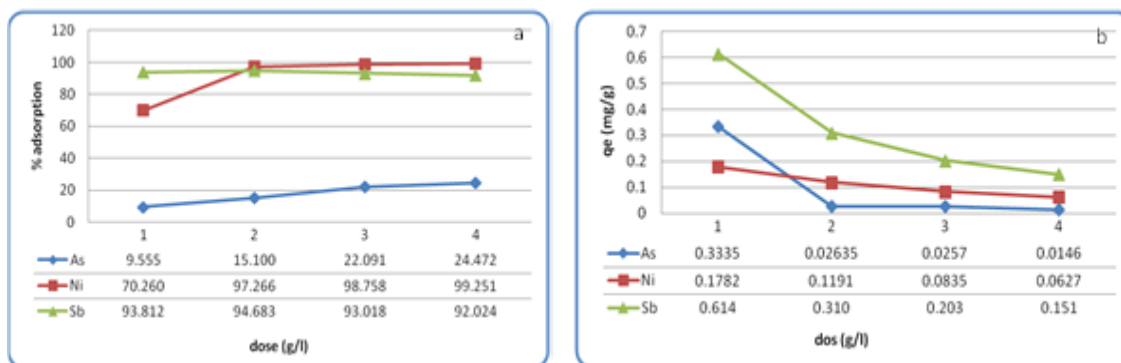 a
120
100
80
60
40
20
0
% adsorption
1 2 3 4
As 9.555 15.100 22.091 24.472
Ni 70.260 97.266 98.758 99.251
Sb 93.812 94.683 93.018 92.024
dose (g/l)
b
0.7
0.6
0.5
0.4
0.3
0.2
0.1
0
qe (mg/g)
1 2 3 4
As 0.3335 0.02635 0.0257 0.0146
Ni 0.1782 0.1191 0.0835 0.0627
Sb 0.614 0.310 0.203 0.151
dos (g/l)